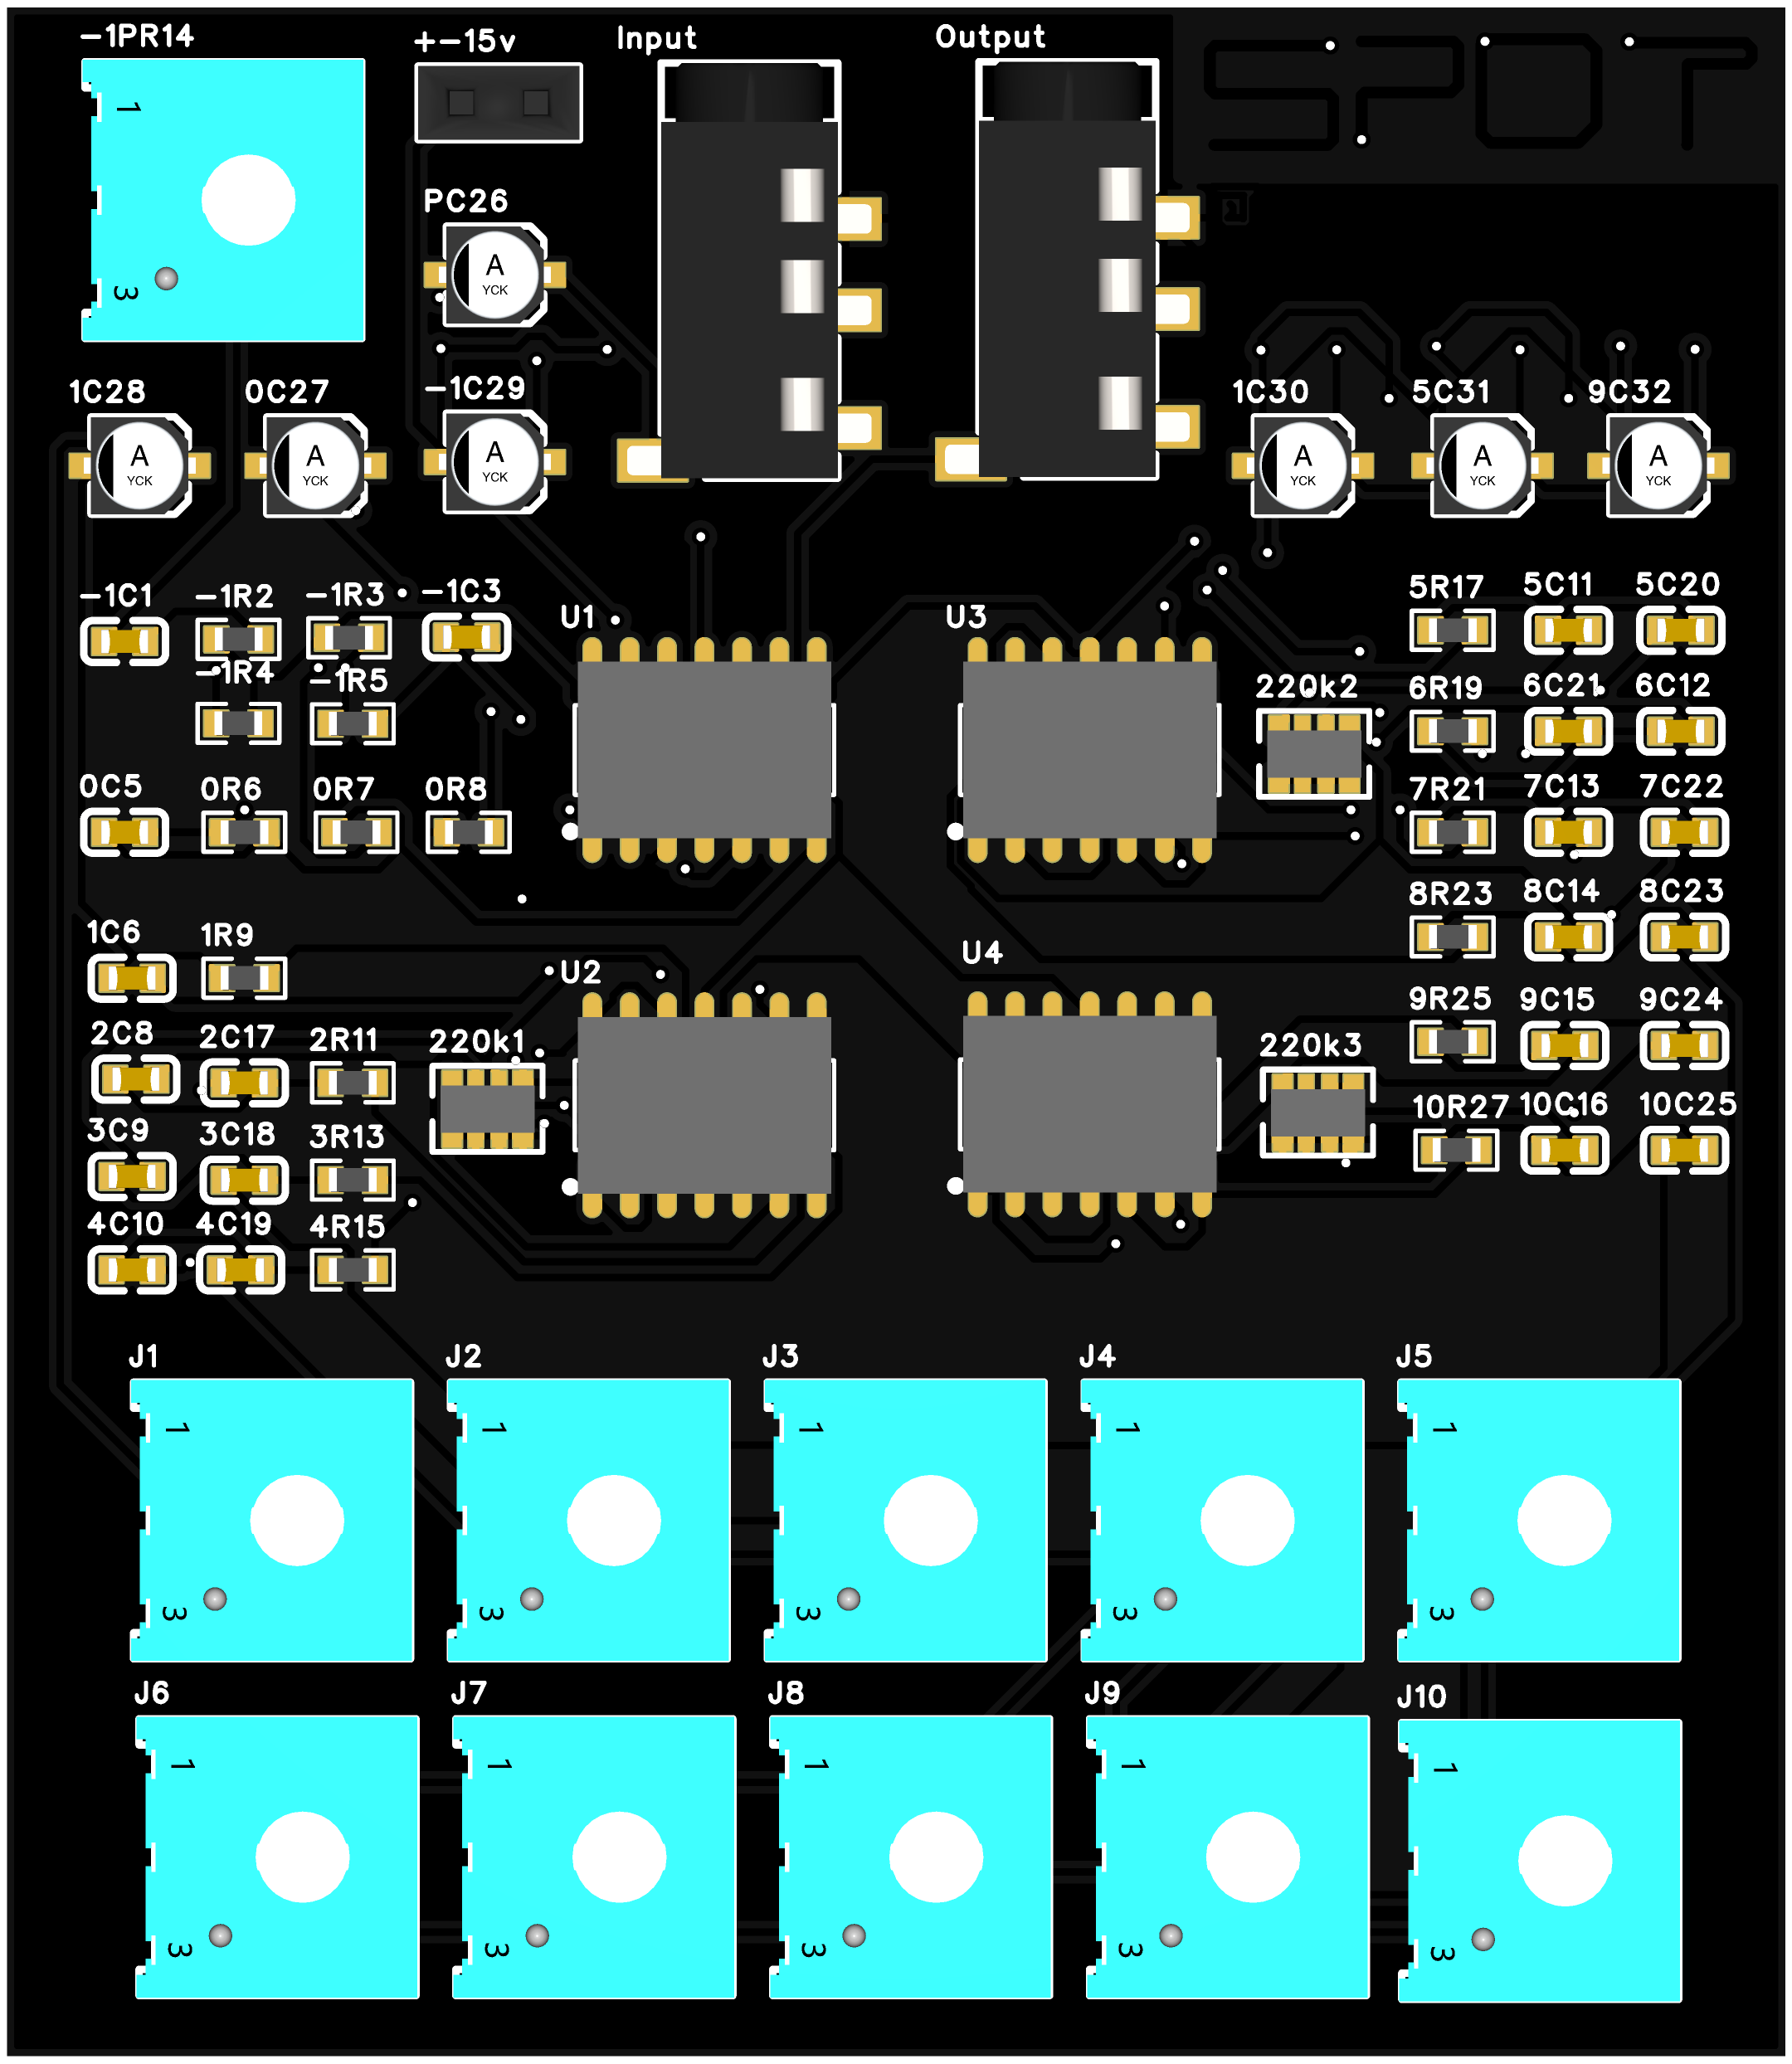 -1PR14 +-15v Input Output SPOT
1
PC26
A
YCK
3
1C28 0C27 -1C29 1C30 5C31 9C32
A A A A A A
YCK YCK YCK YCK YCK YCK
-1C1 -1R2 -1R3 -1C3 U1 U3 5R17 5C11 5C20
-1R4 -1R5 220k2 6R19 6C21 6C12
0C5 0R6 0R7 0R8 7R21 7C13 7C22
8R23 8C14 8C23
1C6 1R9 U2 U4
9R25 9C15 9C24
2C8 2C17 2R11 220k1 220k3
10R27 10C16 10C25
3C9 3C18 3R13
4C10 4C19 4R15
J1 J2 J3 J4 J5
1 1 1 1 1
3 3 3 3 3
J6 J7 J8 J9 J10
1 1 1 1 1
3 3 3 3 3